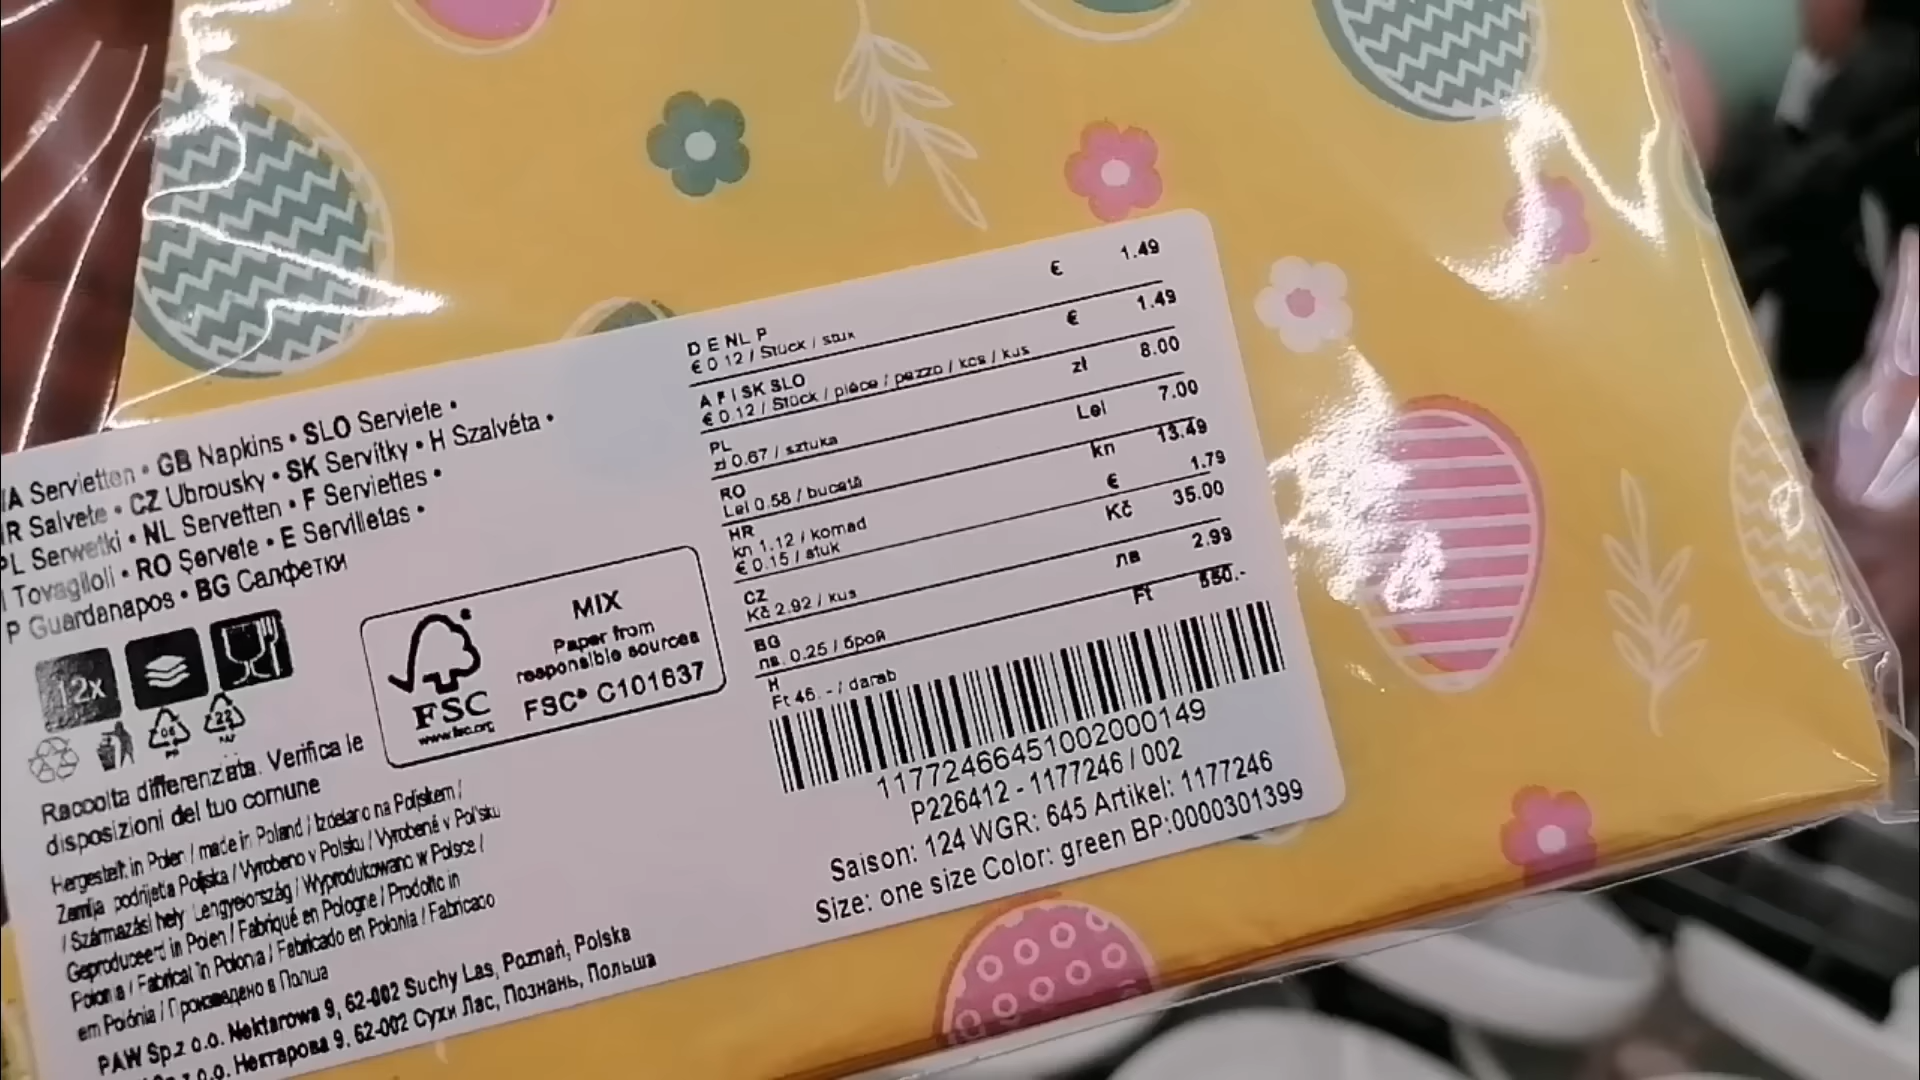 /A Servietten • GB Napkins • SLO Serviete •
R Salvete • CZ Ubrousky • SK Servítky • H Szalvéta •
PL Serwetki • NL Servetten • F Serviettes •
I Tovaglioli • RO Şervete • E Servilletas •
P Guardanapos • BG Салфетки
12x
05
PP
22
PAP
FSC
www.fsc.org
MIX
Paper from
responsible sources
FSC® C101637
Raccolta differenziata. Verifica le
disposizioni del tuo comune
Hergestellt in Polen / made in Poland / Izdelano na Poljskem /
Zemlja podrijetla Poljska / Vyrobeno v Polsku / Vyrobené v Poľsku
/ Származási hely Lengyelország / Wyprodukowano w Polsce /
Geproduceerd in Polen / Fabriqué en Pologne / Prodotto in
Polonia / Fabricat în Polonia / Fabricado en Polonia / Fabricado
em Polónia / Произведено в Полша
PAW Sp.z o.o. Nektarowa 9, 62-002 Suchy Las, Poznań, Polska
о.о. Нектарова 9. 62-002 Сухи Лас, Познань, Польша
€ 1.49
D E NL P
€ 0.12 / Stück / stuk
€ 1.49
A F I SK SLO
€ 0.12 / Stück / pièce / pezzo / kos / kus
zł 8.00
PL
zł 0.67 / sztuka
Lei 7.00
RO
Lei 0.58 / bucată
kn 13.49
HR
kn 1.12 / komad
€ 1.79
€ 0.15 / stuk
Kč 35.00
CZ
Kč 2.92 / kus
лв 2.99
BG
лв. 0.25 / брой
Ft 550.-
H
Ft 46.- / darab
11772466451002000149
P226412 - 1177246 / 002
Saison: 124 WGR: 645 Artikel: 1177246
Size: one size Color: green BP:0000301399